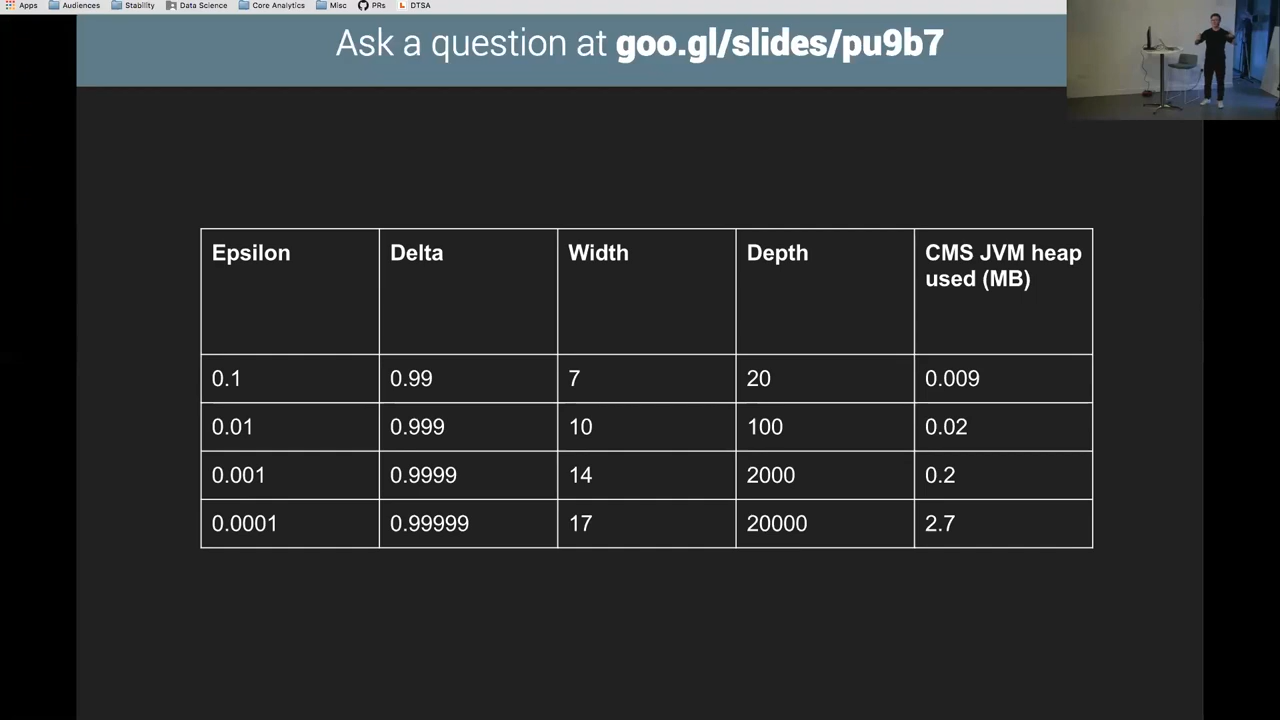 Apps Audiences Stability Data Science Core Analytics Misc PRs DTSA
Ask a question at goo.gl/slides/pu9b7
Epsilon Delta Width Depth CMS JVM heap
used (MB)
0.1 0.99 7 20 0.009
0.01 0.999 10 100 0.02
0.001 0.9999 14 2000 0.2
0.0001 0.99999 17 20000 2.7